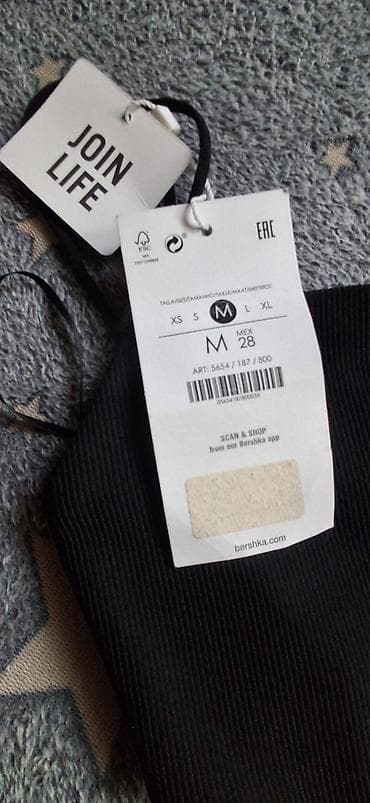 JOIN
LIFE
FSC
EAC
XS S M L XL
M MEX 28
ART: 5654 / 187 / 800
SCAN & SHOP
from our Bershka app
bershka.com